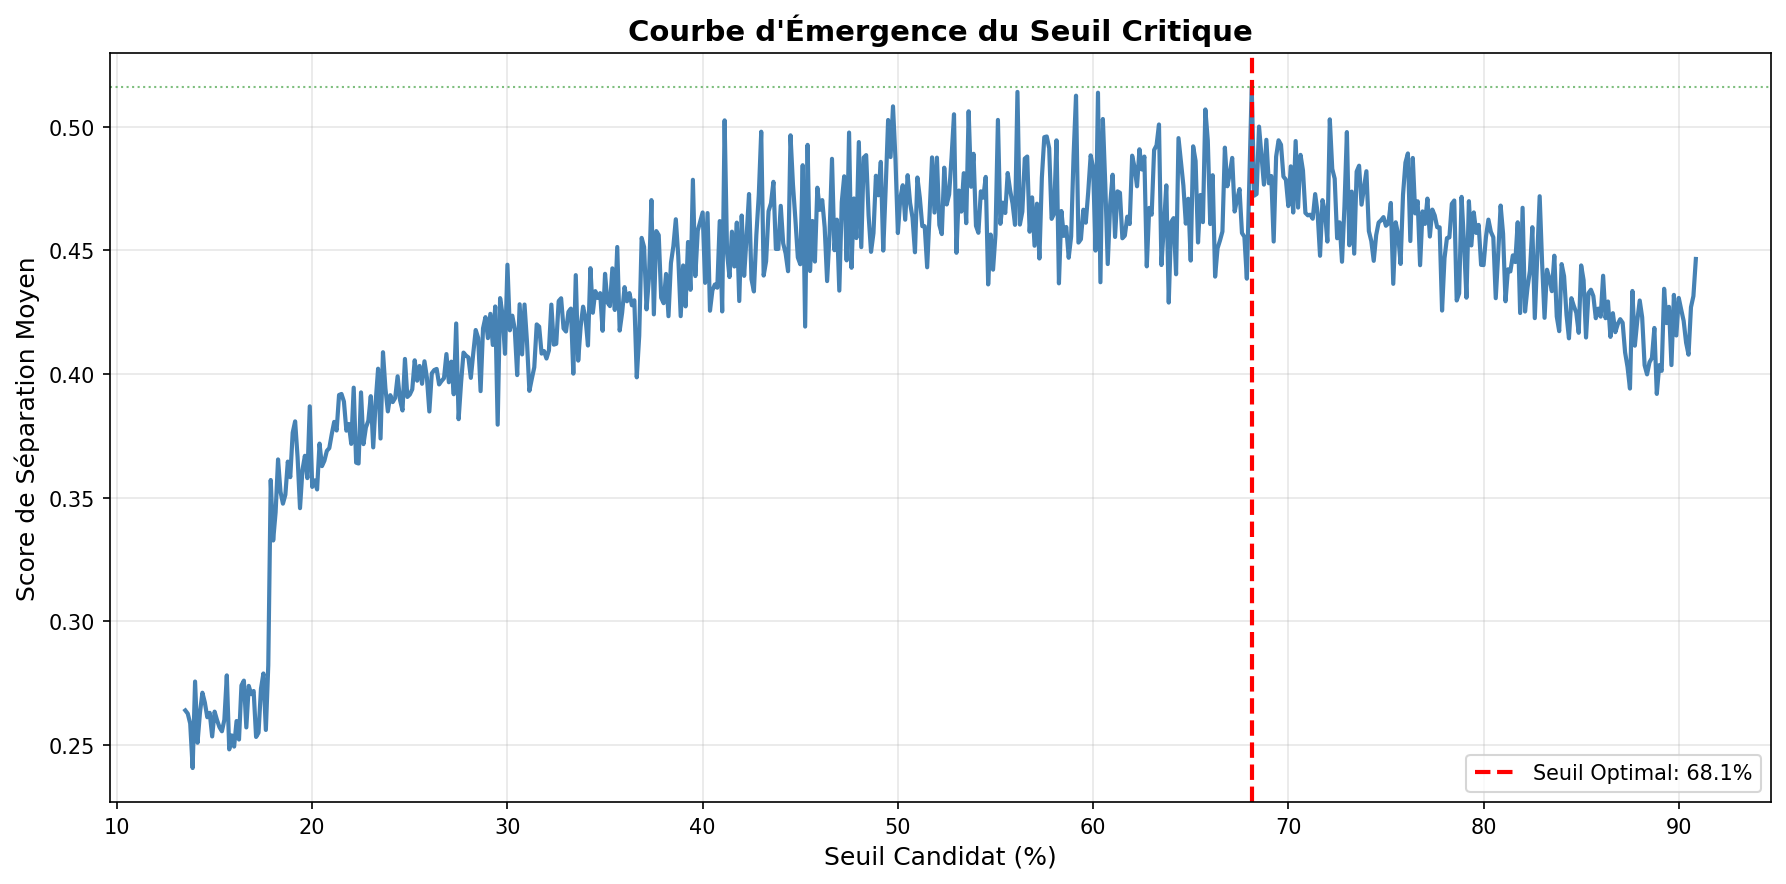 Courbe d'Émergence du Seuil Critique
Score de Séparation Moyen
0.50
0.45
0.40
0.35
0.30
0.25
Seuil Optimal: 68.1%
10 20 30 40 50 60 70 80 90
Seuil Candidat (%)